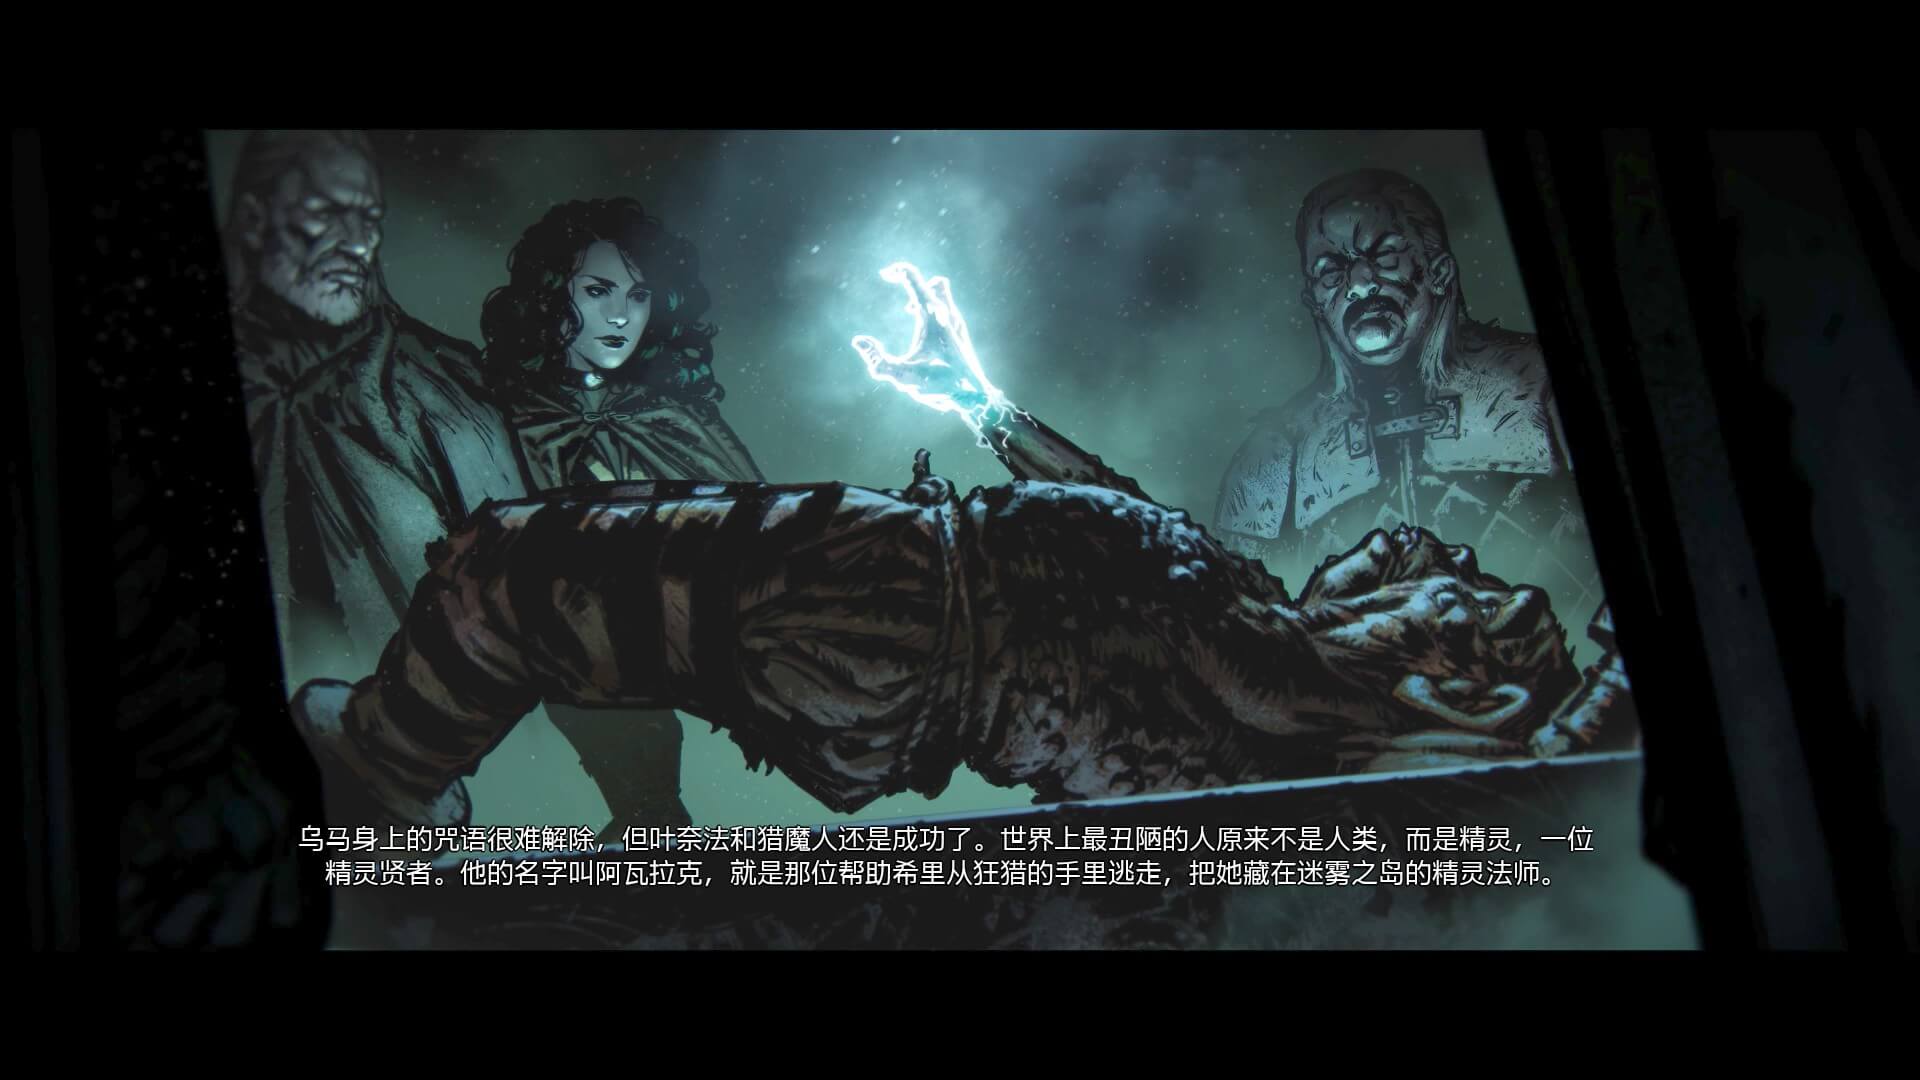 乌马身上的咒语很难解除，但叶奈法和猎魔人还是成功了。世界上最丑陋的人原来不是人类，而是精灵，一位
精灵贤者。他的名字叫阿瓦拉克，就是那位帮助希里从狂猎的手里逃走，把她藏在迷雾之岛的精灵法师。